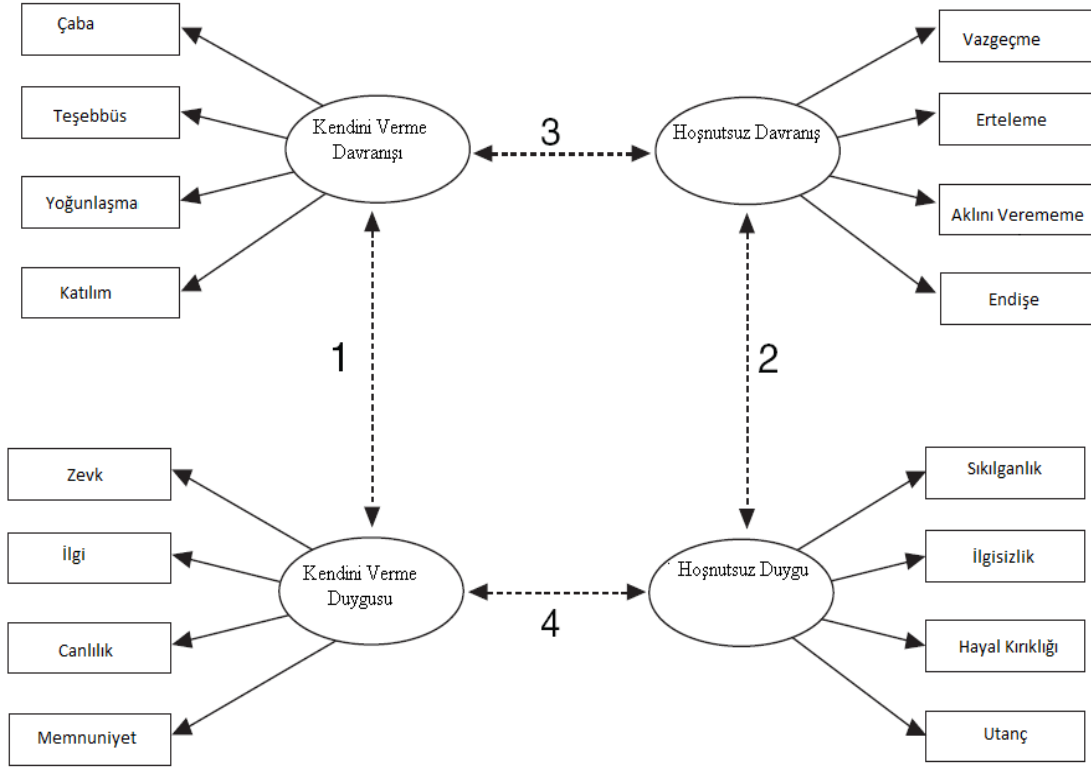 Çaba
Teşebbüs
Yoğunlaşma
Katılım
Kendini Verme
Davranışı
3
Hoşnutsuz Davranış
Vazgeçme
Erteleme
Aklını Verememe
Endişe
1
2
Zevk
İlgi
Canlılık
Memnuniyet
Kendini Verme
Duygusu
4
Hoşnutsuz Duygu
Sıkılganlık
İlgisizlik
Hayal Kırıklığı
Utanç